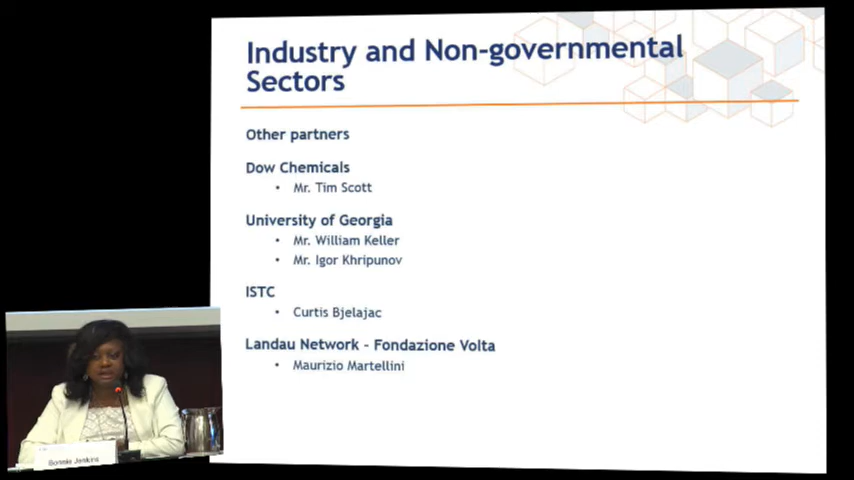 Industry and Non-governmental
Sectors
Other partners
Dow Chemicals
• Mr. Tim Scott
University of Georgia
• Mr. William Keller
• Mr. Igor Khripunov
ISTC
• Curtis Bjelajac
Landau Network - Fondazione Volta
• Maurizio Martellini
Bonnie Jenkins